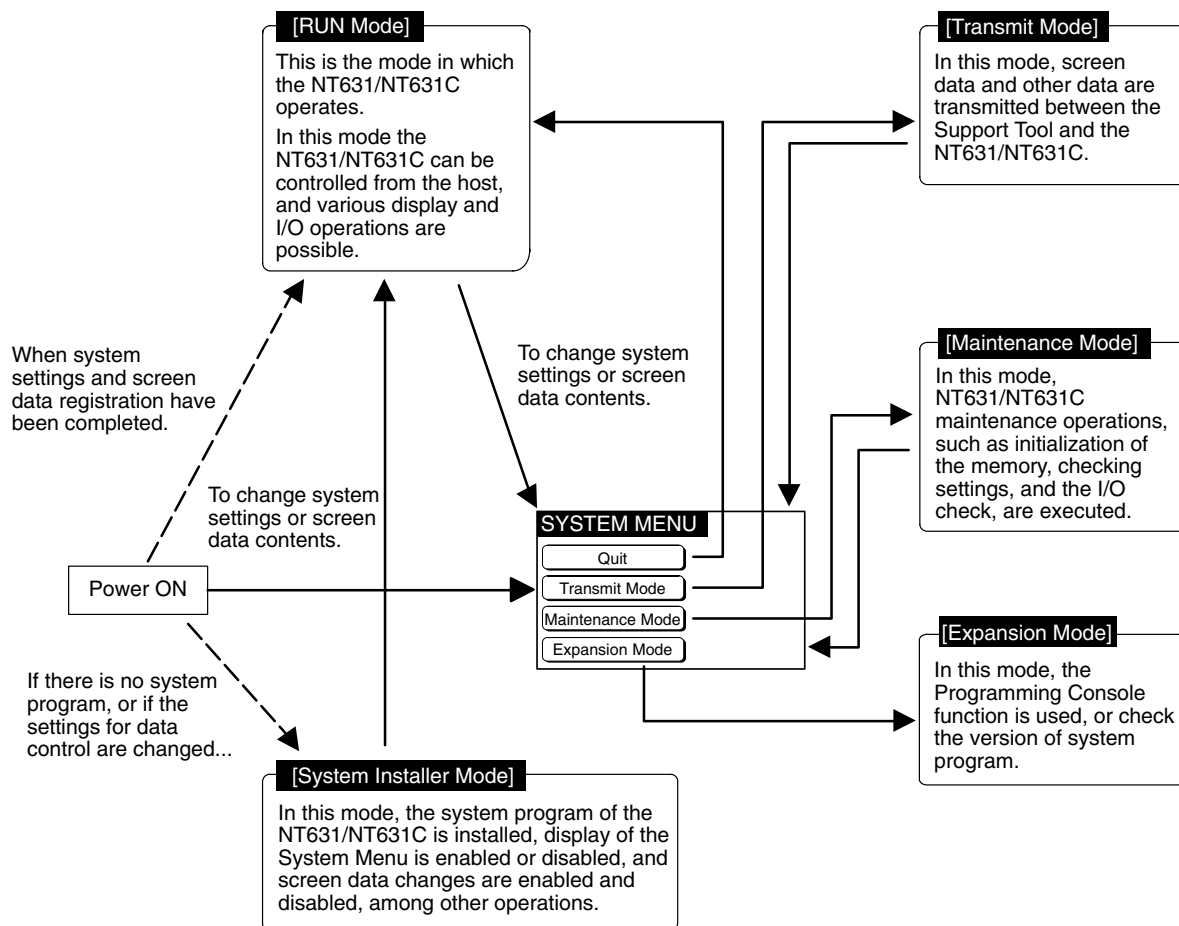 [RUN Mode]
This is the mode in which
the NT631/NT631C
operates.
In this mode the
NT631/NT631C can be
controlled from the host,
and various display and
I/O operations are
possible.
[Transmit Mode]
In this mode, screen
data and other data are
transmitted between the
Support Tool and the
NT631/NT631C.
When system
settings and screen
data registration have
been completed.
To change system
settings or screen
data contents.
[Maintenance Mode]
In this mode,
NT631/NT631C
maintenance operations,
such as initialization of
the memory, checking
settings, and the I/O
check, are executed.
To change system
settings or screen
data contents.
Power ON
SYSTEM MENU
Quit
Transmit Mode
Maintenance Mode
Expansion Mode
[Expansion Mode]
In this mode, the
Programming Console
function is used, or check
the version of system
program.
If there is no system
program, or if the
settings for data
control are changed...
[System Installer Mode]
In this mode, the system program of the
NT631/NT631C is installed, display of the
System Menu is enabled or disabled, and
screen data changes are enabled and
disabled, among other operations.